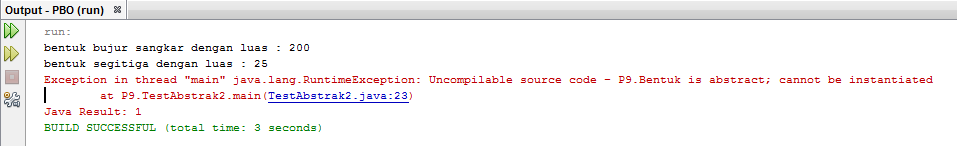 Output - PBO (run)
run:
bentuk bujur sangkar dengan luas : 200
bentuk segitiga dengan luas : 25
Exception in thread "main" java.lang.RuntimeException: Uncompilable source code - P9.Bentuk is abstract; cannot be instantiated
at P9.TestAbstrak2.main(TestAbstrak2.java:23)
Java Result: 1
BUILD SUCCESSFUL (total time: 3 seconds)